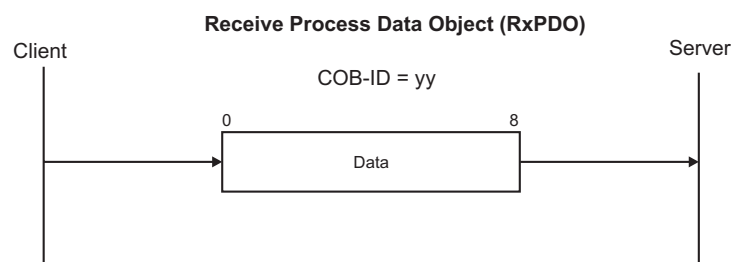 Receive Process Data Object (RxPDO)
Client
Server
COB-ID = yy
0
8
Data